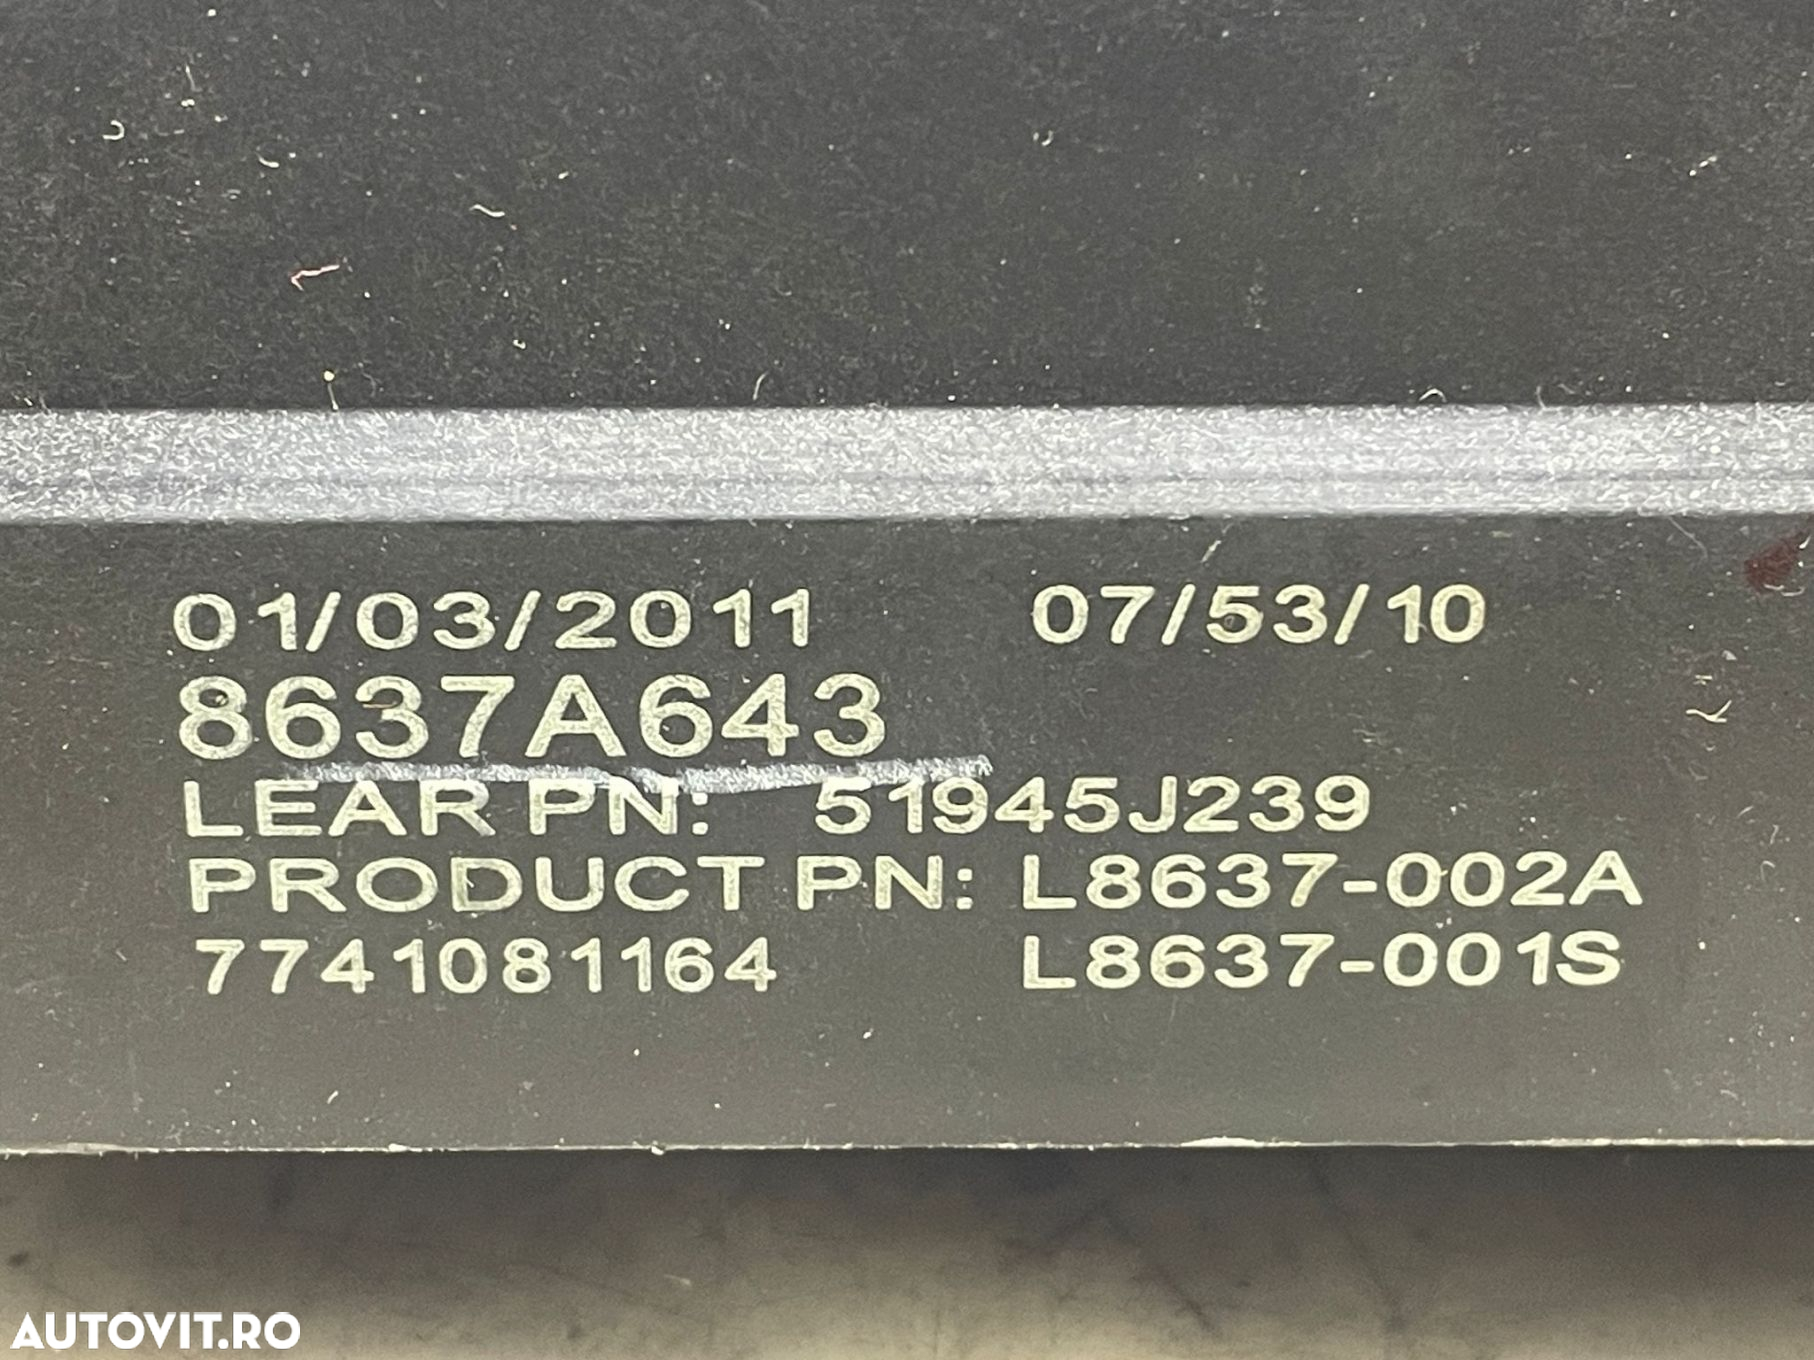 01/03/2011 07/53/10
8637A643
LEAR PN: 51945J239
PRODUCT PN: L8637-002A
7741081164 L8637-001S
AUTOVIT.RO